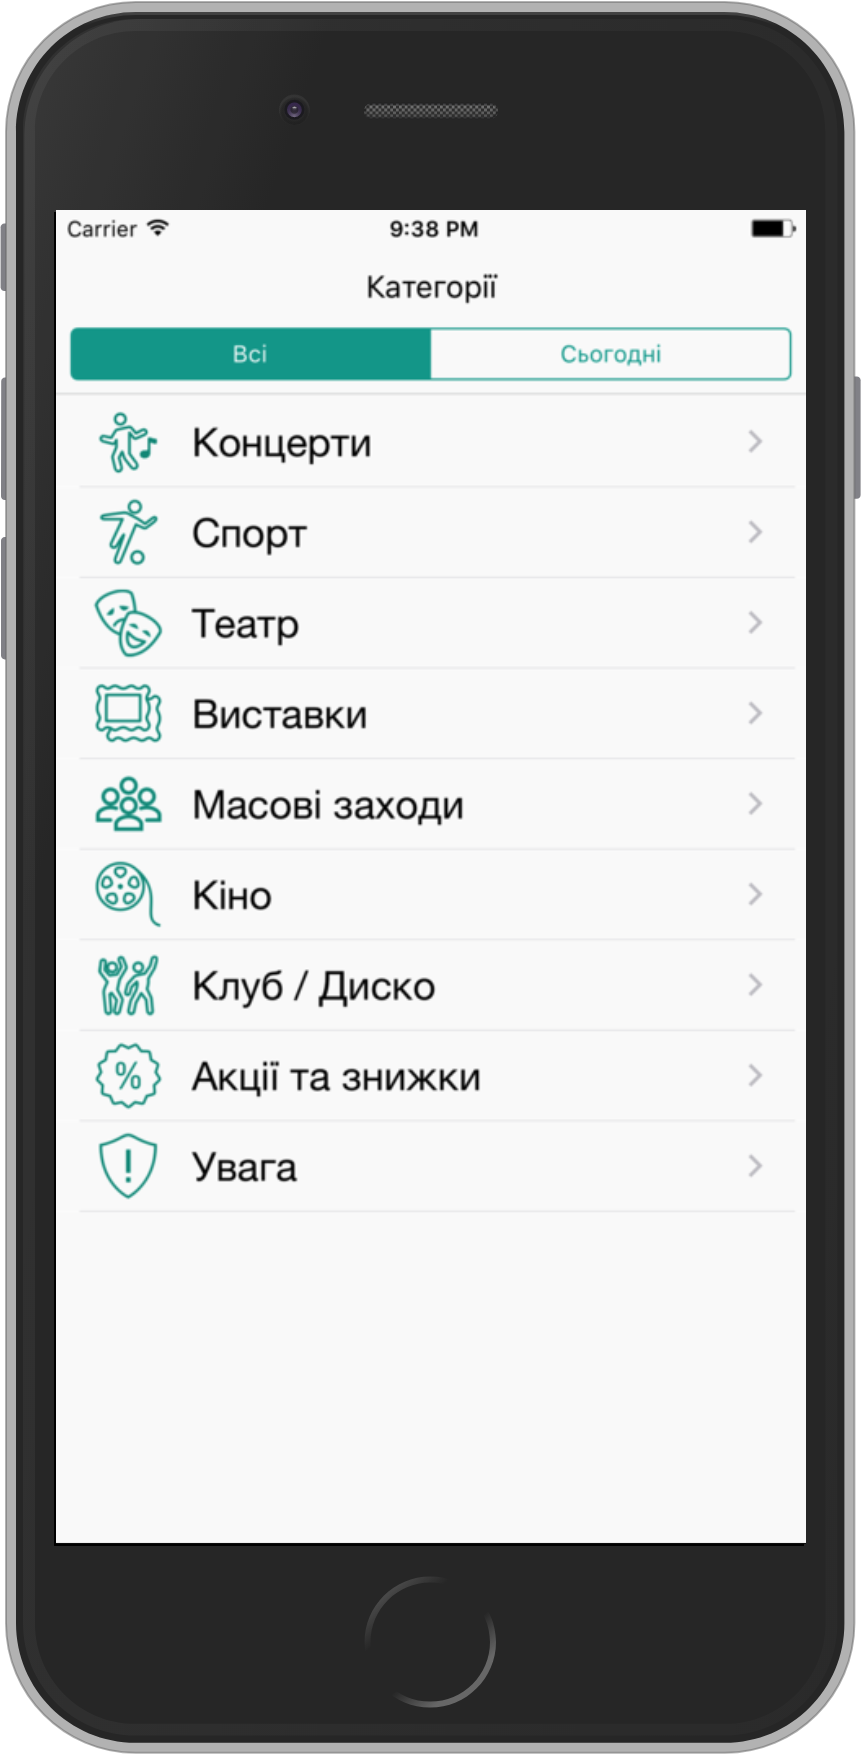 Carrier 9:38 PM
Категорії
Всі Сьогодні
Концерти
Спорт
Театр
Виставки
Масові заходи
Кіно
Клуб / Диско
%
Акції та знижки
!
Увага